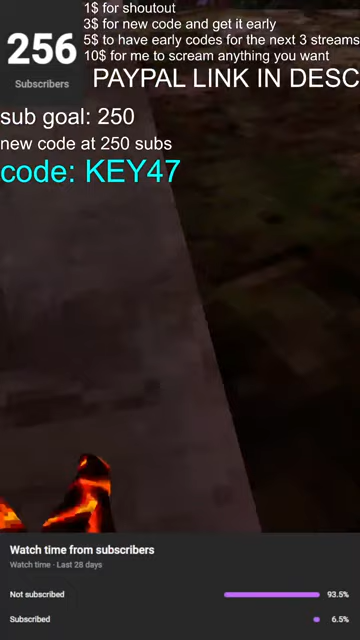 1$ for shoutout
3$ for new code and get it early
5$ to have early codes for the next 3 streams
10$ for me to scream anything you want
PAYPAL LINK IN DESC
256
Subscribers
sub goal: 250
new code at 250 subs
code: KEY47
Watch time from subscribers
Watch time · Last 28 days
Not subscribed 93.5%
Subscribed 6.5%